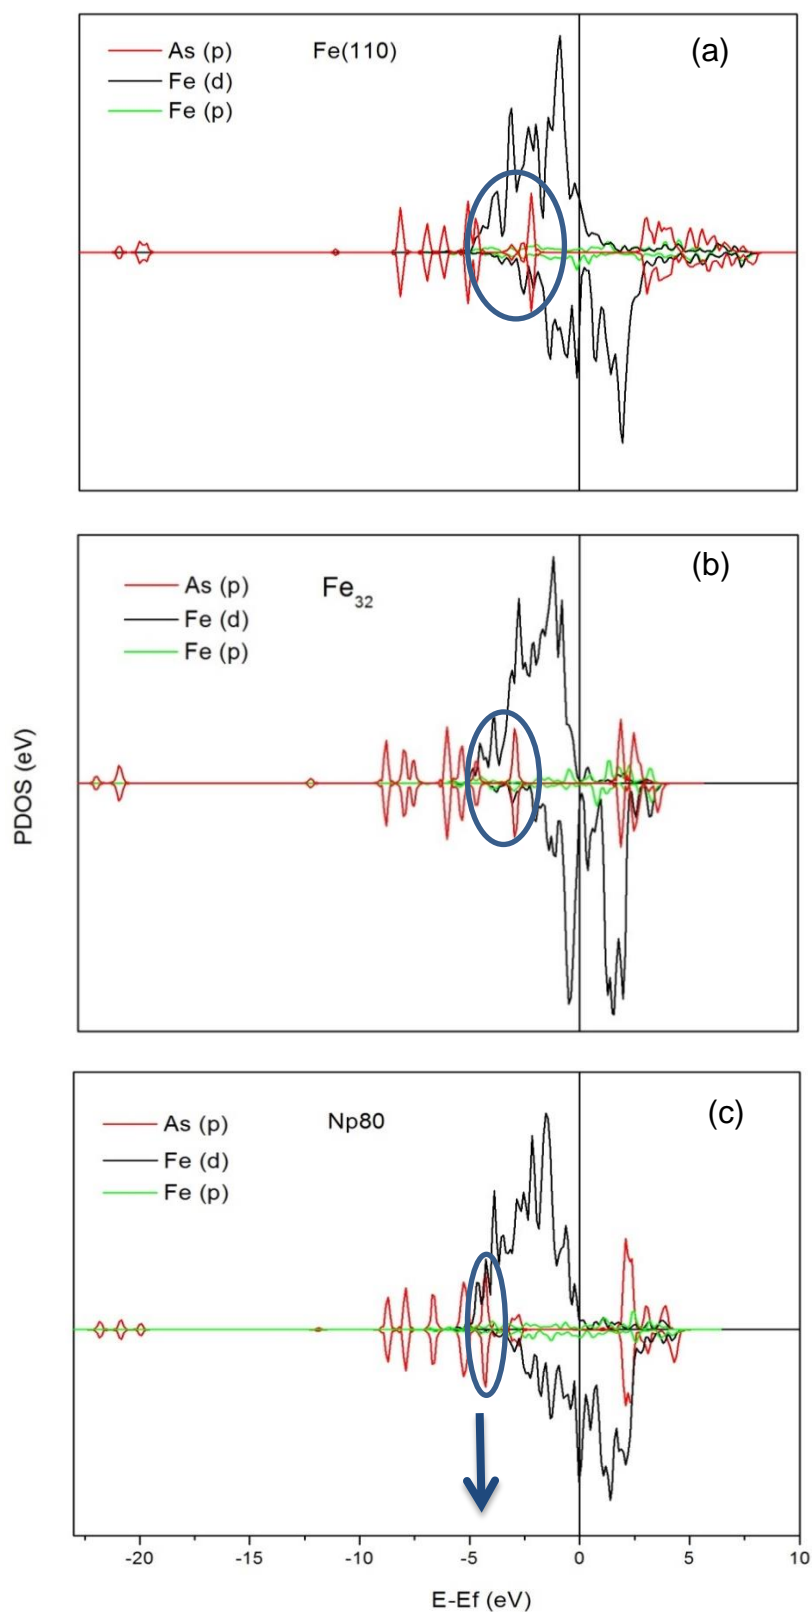 (a)
Fe(110)
As (p)
Fe (d)
Fe (p)
(b)
Fe32
As (p)
Fe (d)
Fe (p)
PDOS (eV)
(c)
Np80
As (p)
Fe (d)
Fe (p)
-20 -15 -10 -5 0 5 10
E-Ef (eV)